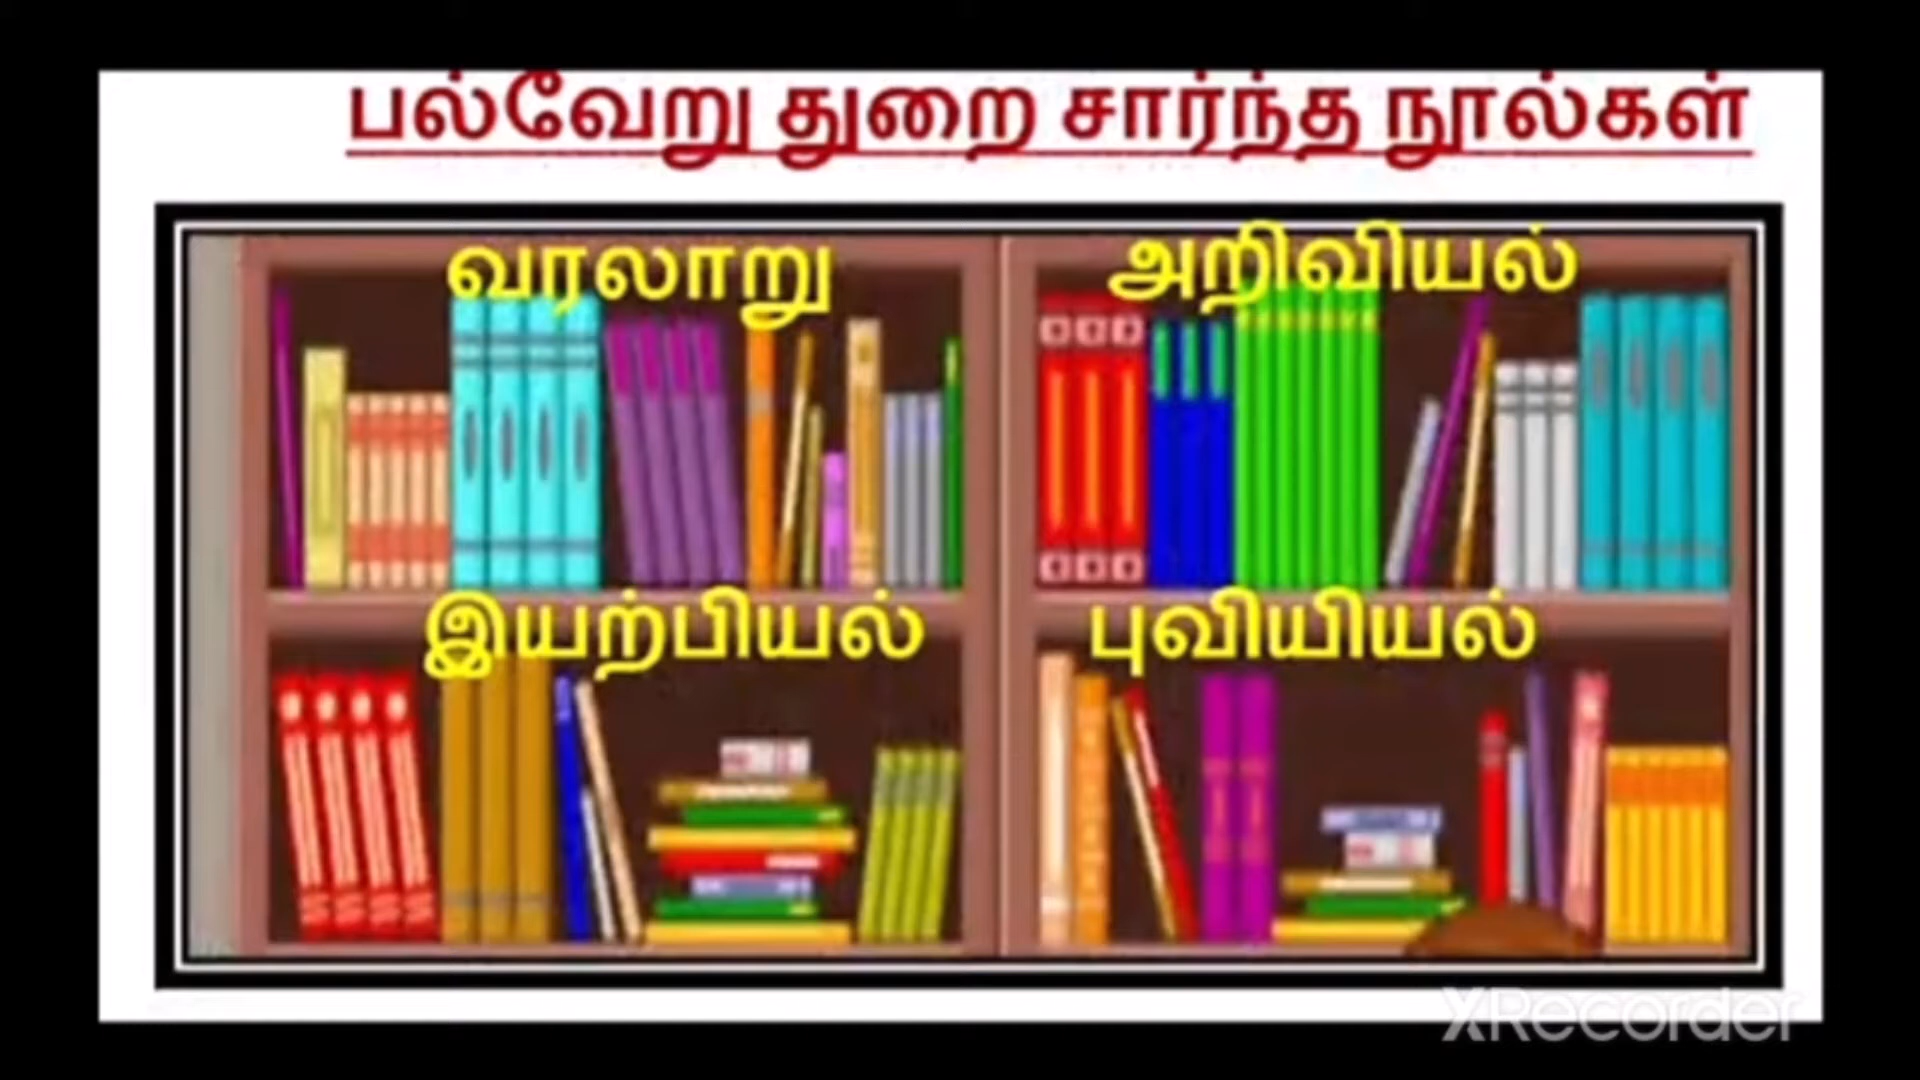 பல்வேறு துறை சார்ந்த நூல்கள்
வரலாறு
அறிவியல்
இயற்பியல்
புவியியல்
XRecorder